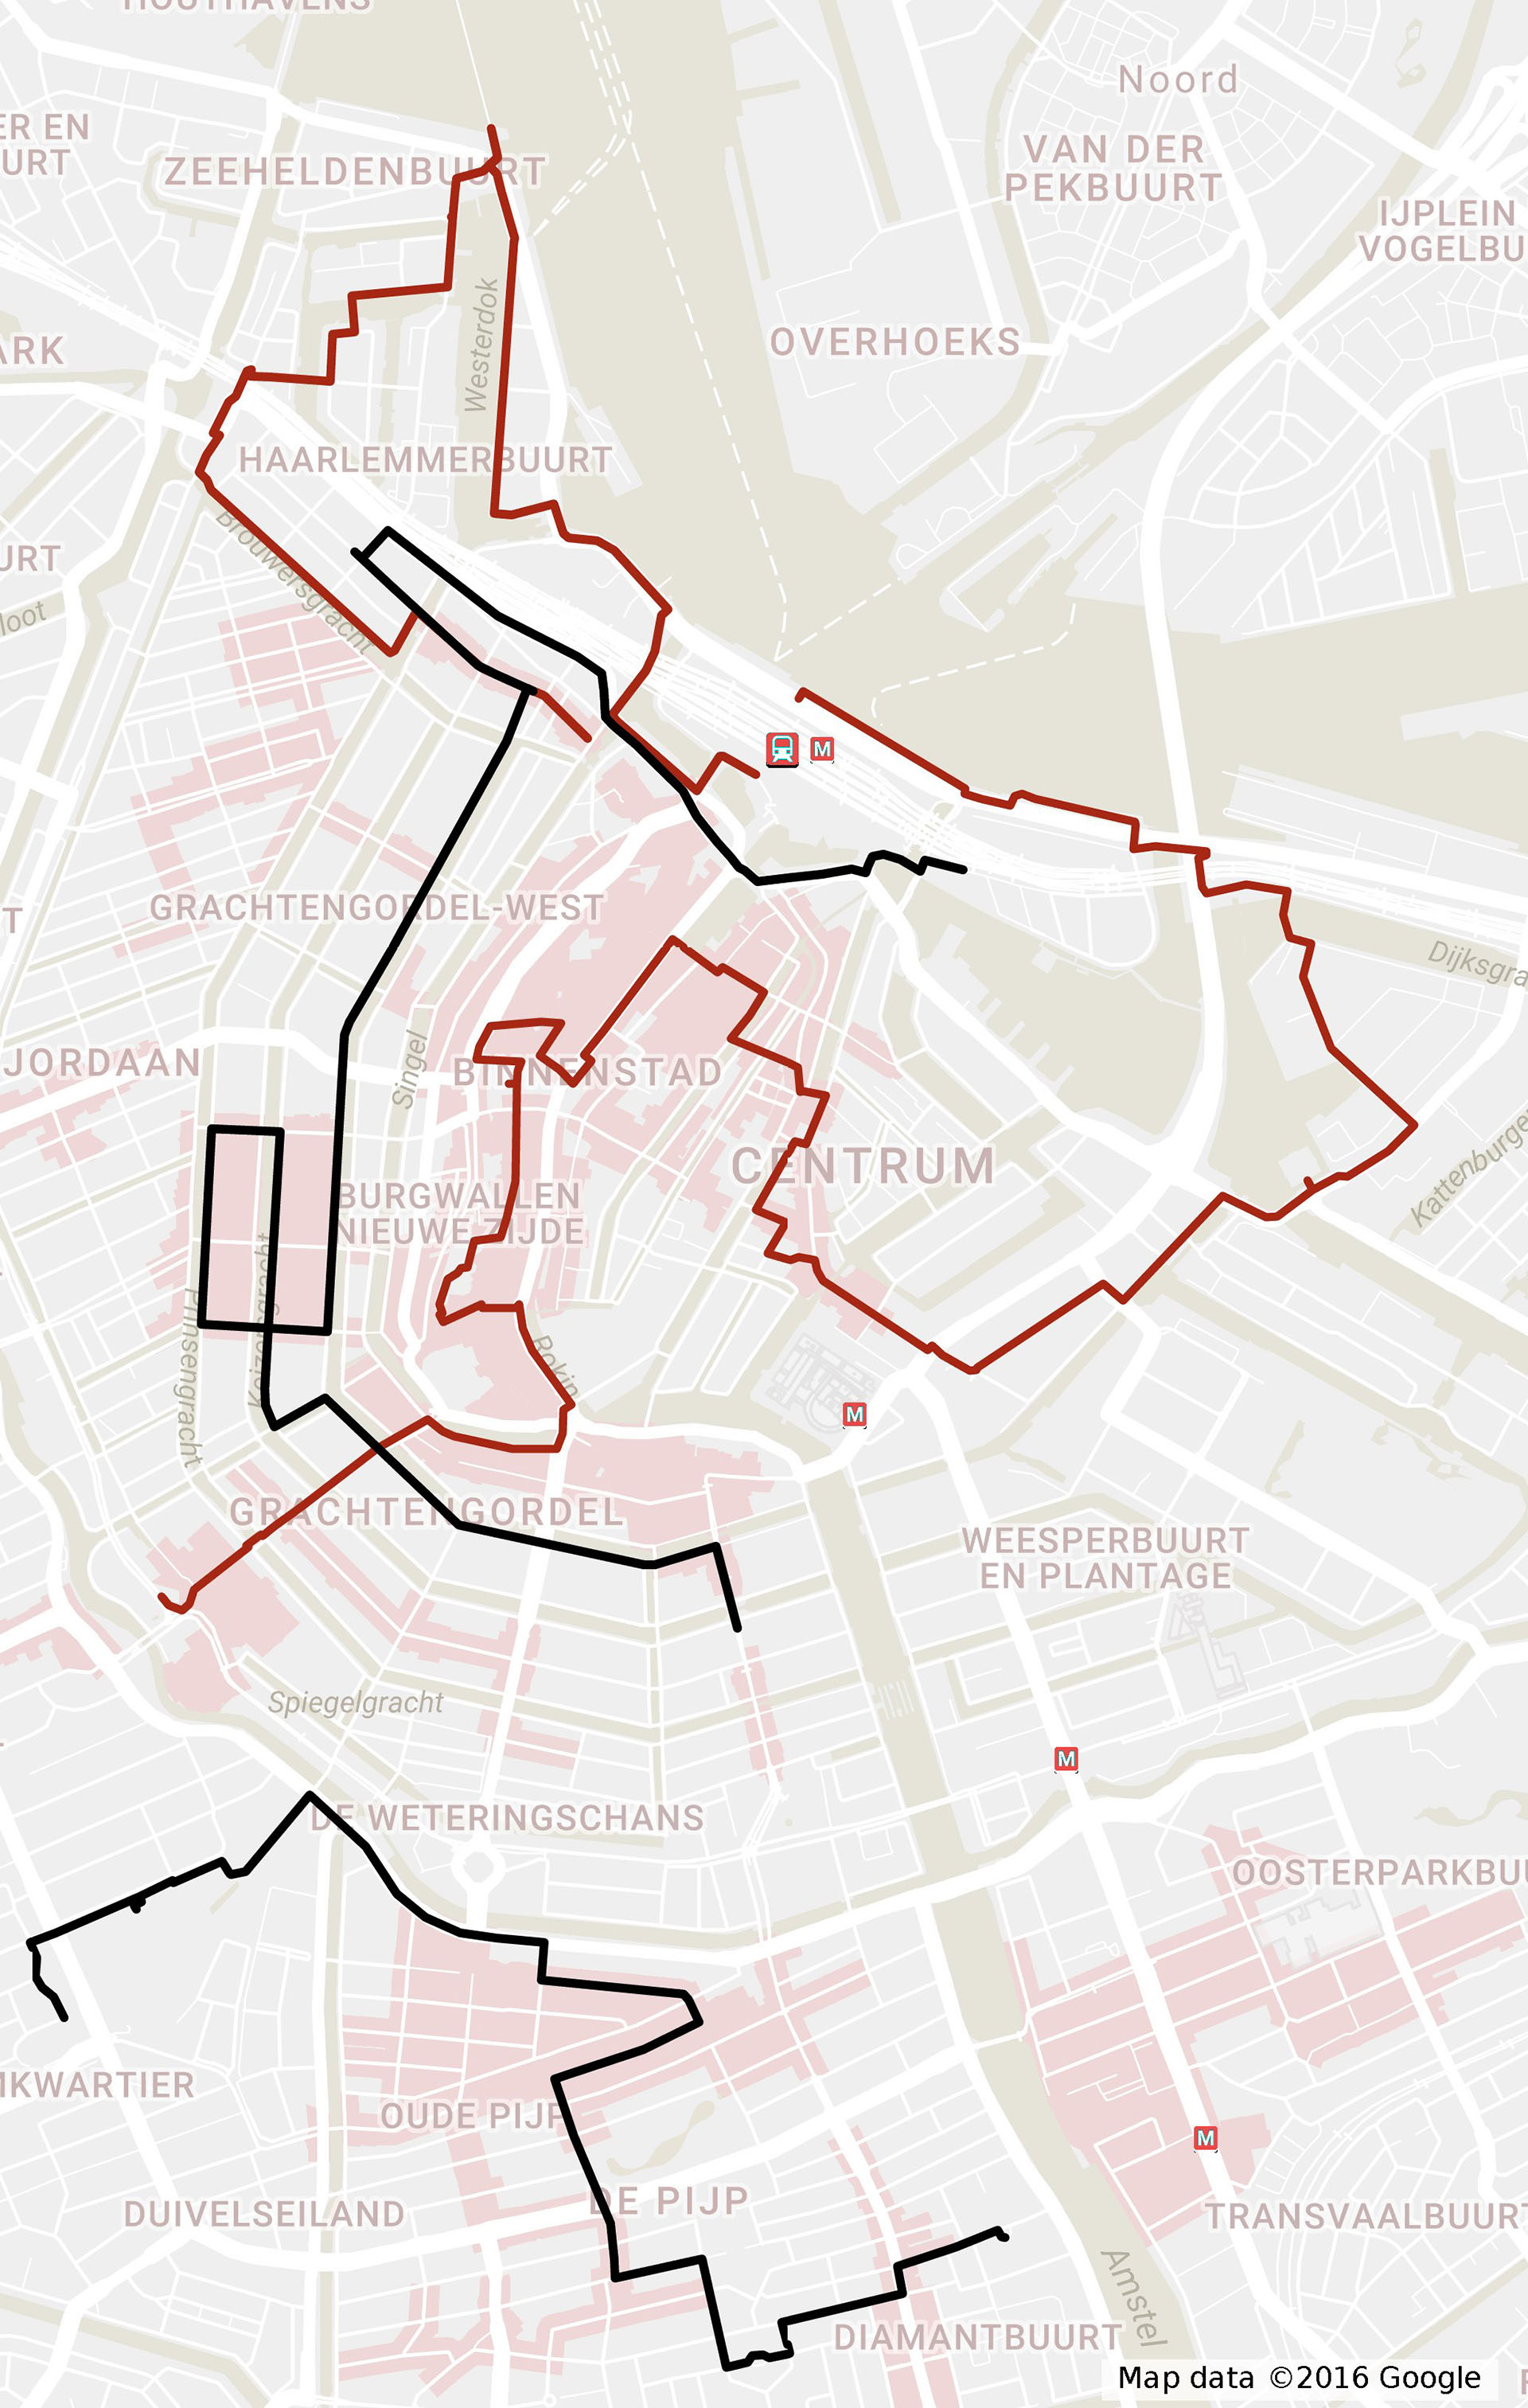 HOUTHAVENS
Noord
ER EN
URT
ZEEHELDENBUURT
VAN DER
PEKBUURT
IJPLEIN
VOGELBU
Westerdok
OVERHOEKS
ARK
HAARLEMMERBUURT
Brouwersgracht
URT
loot
M
GRACHTENGORDEL-WEST
T
Dijksgra
JORDAAN
Singel
BINNENSTAD
Kattenburge
CENTRUM
BURGWALLEN
NIEUWE ZIJDE
Prinsengracht
Keizersgracht
Rokin
M
GRACHTENGORDEL
WEESPERBUURT
EN PLANTAGE
Spiegelgracht
M
DE WETERINGSCHANS
OOSTERPARKBUU
MKWARTIER
OUDE PIJP
M
DE PIJP
DUIVELSEILAND
TRANSVAALBUURT
Amstel
DIAMANTBUURT
Map data ©2016 Google